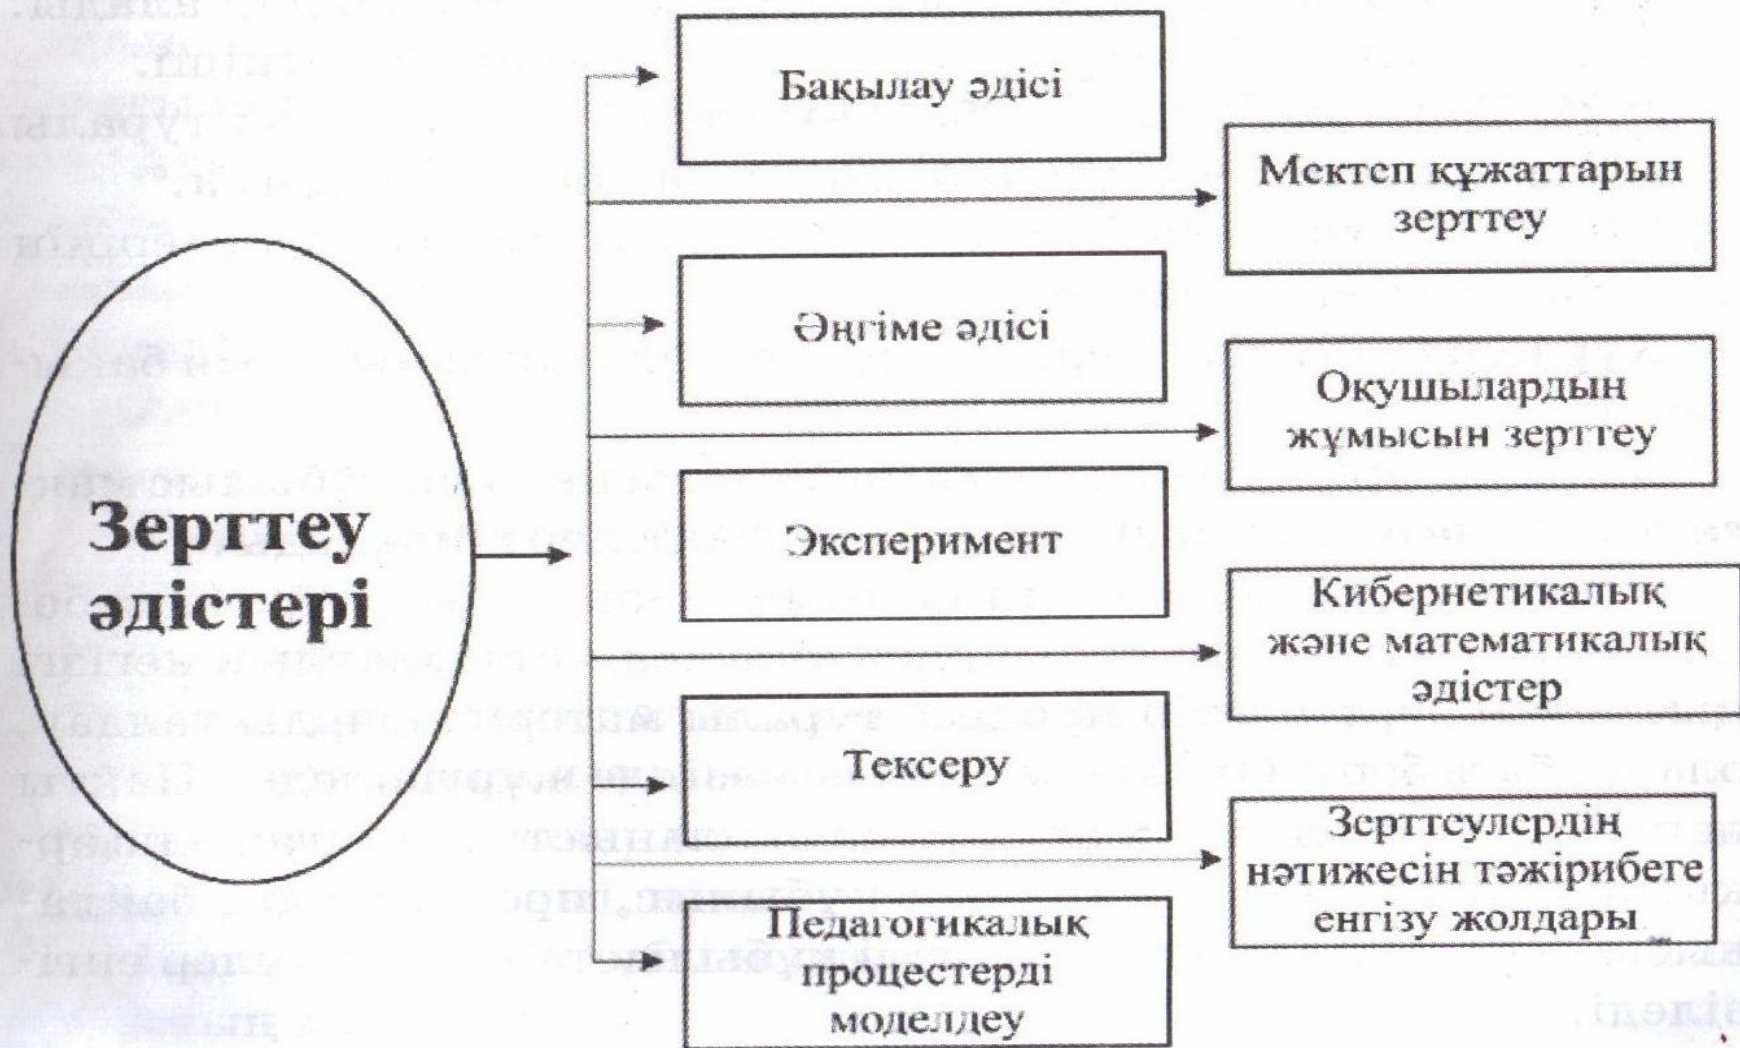 Зерттеу
әдістері
Бақылау әдісі
Мектеп құжаттарын
зерттеу
Әңгіме әдісі
Оқушылардың
жұмысын зерттеу
Эксперимент
Кибернетикалық
және математикалық
әдістер
Тексеру
Зерттеулердің
нәтижесін тәжірибеге
енгізу жолдары
Педагогикалық
процестерді
моделдеу